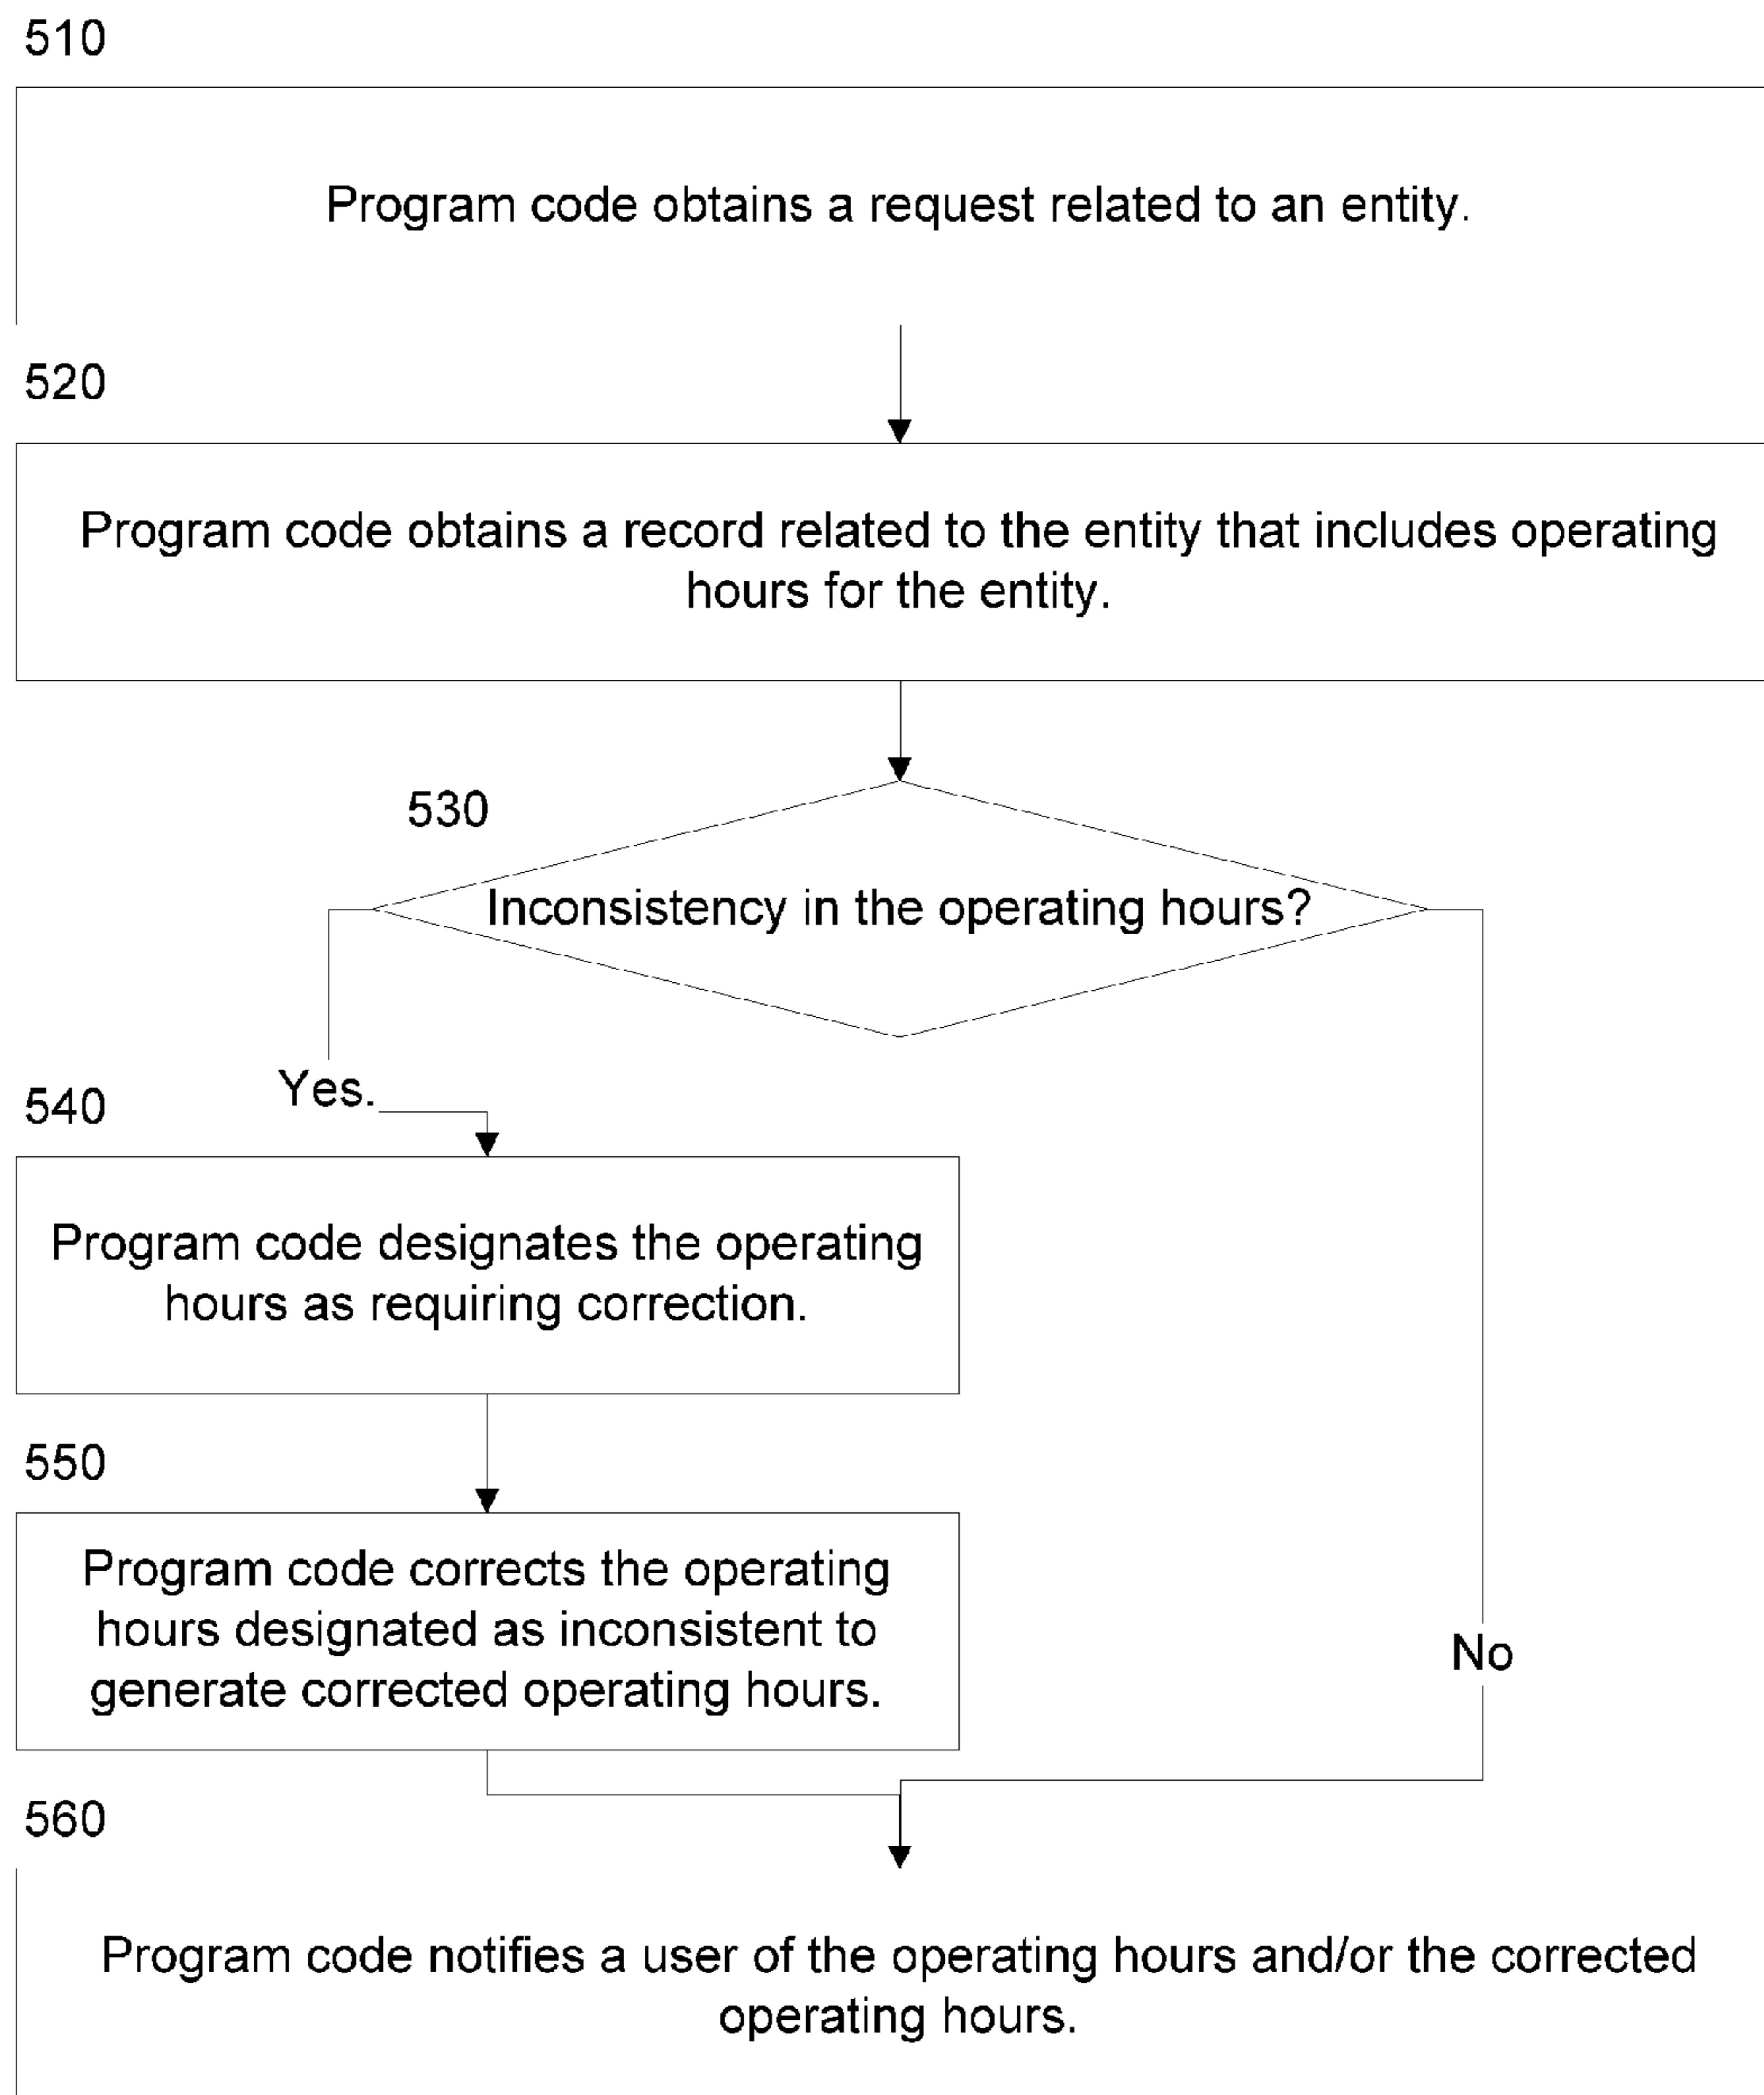 510
Program code obtains a request related to an entity.
520
Program code obtains a record related to the entity that includes operating
hours for the entity.
530
Inconsistency in the operating hours?
Yes.
540
Program code designates the operating
hours as requiring correction.
550
Program code corrects the operating
hours designated as inconsistent to
generate corrected operating hours.
No
560
Program code notifies a user of the operating hours and/or the corrected
operating hours.